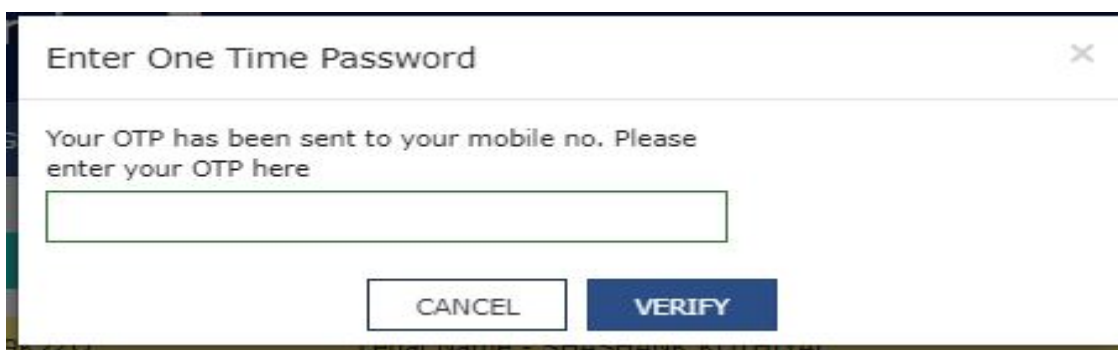 Enter One Time Password
Your OTP has been sent to your mobile no. Please
enter your OTP here
CANCEL VERIFY